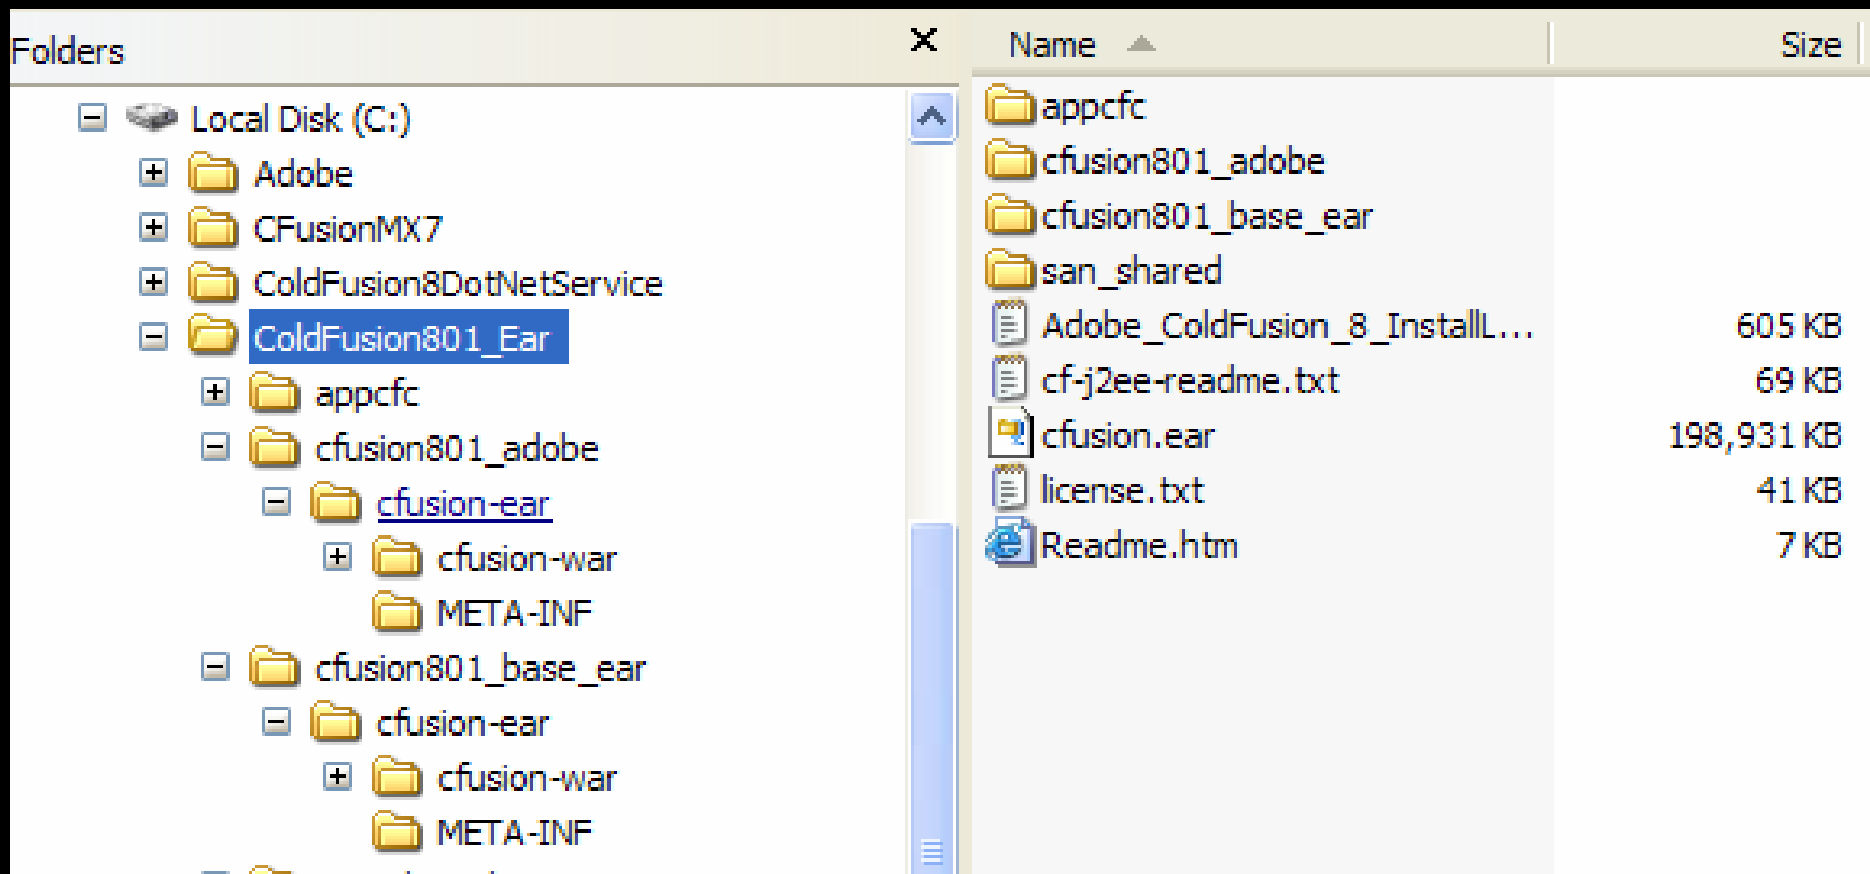 Folders
Local Disk (C:)
Adobe
CFusionMX7
ColdFusion8DotNetService
ColdFusion801_Ear
appcfc
cfusion801_adobe
cfusion-ear
cfusion-war
META-INF
cfusion801_base_ear
cfusion-ear
cfusion-war
META-INF
Name Size
appcfc
cfusion801_adobe
cfusion801_base_ear
san_shared
Adobe_ColdFusion_8_InstallL... 605 KB
cf-j2ee-readme.txt 69 KB
cfusion.ear 198,931 KB
license.txt 41 KB
Readme.htm 7 KB